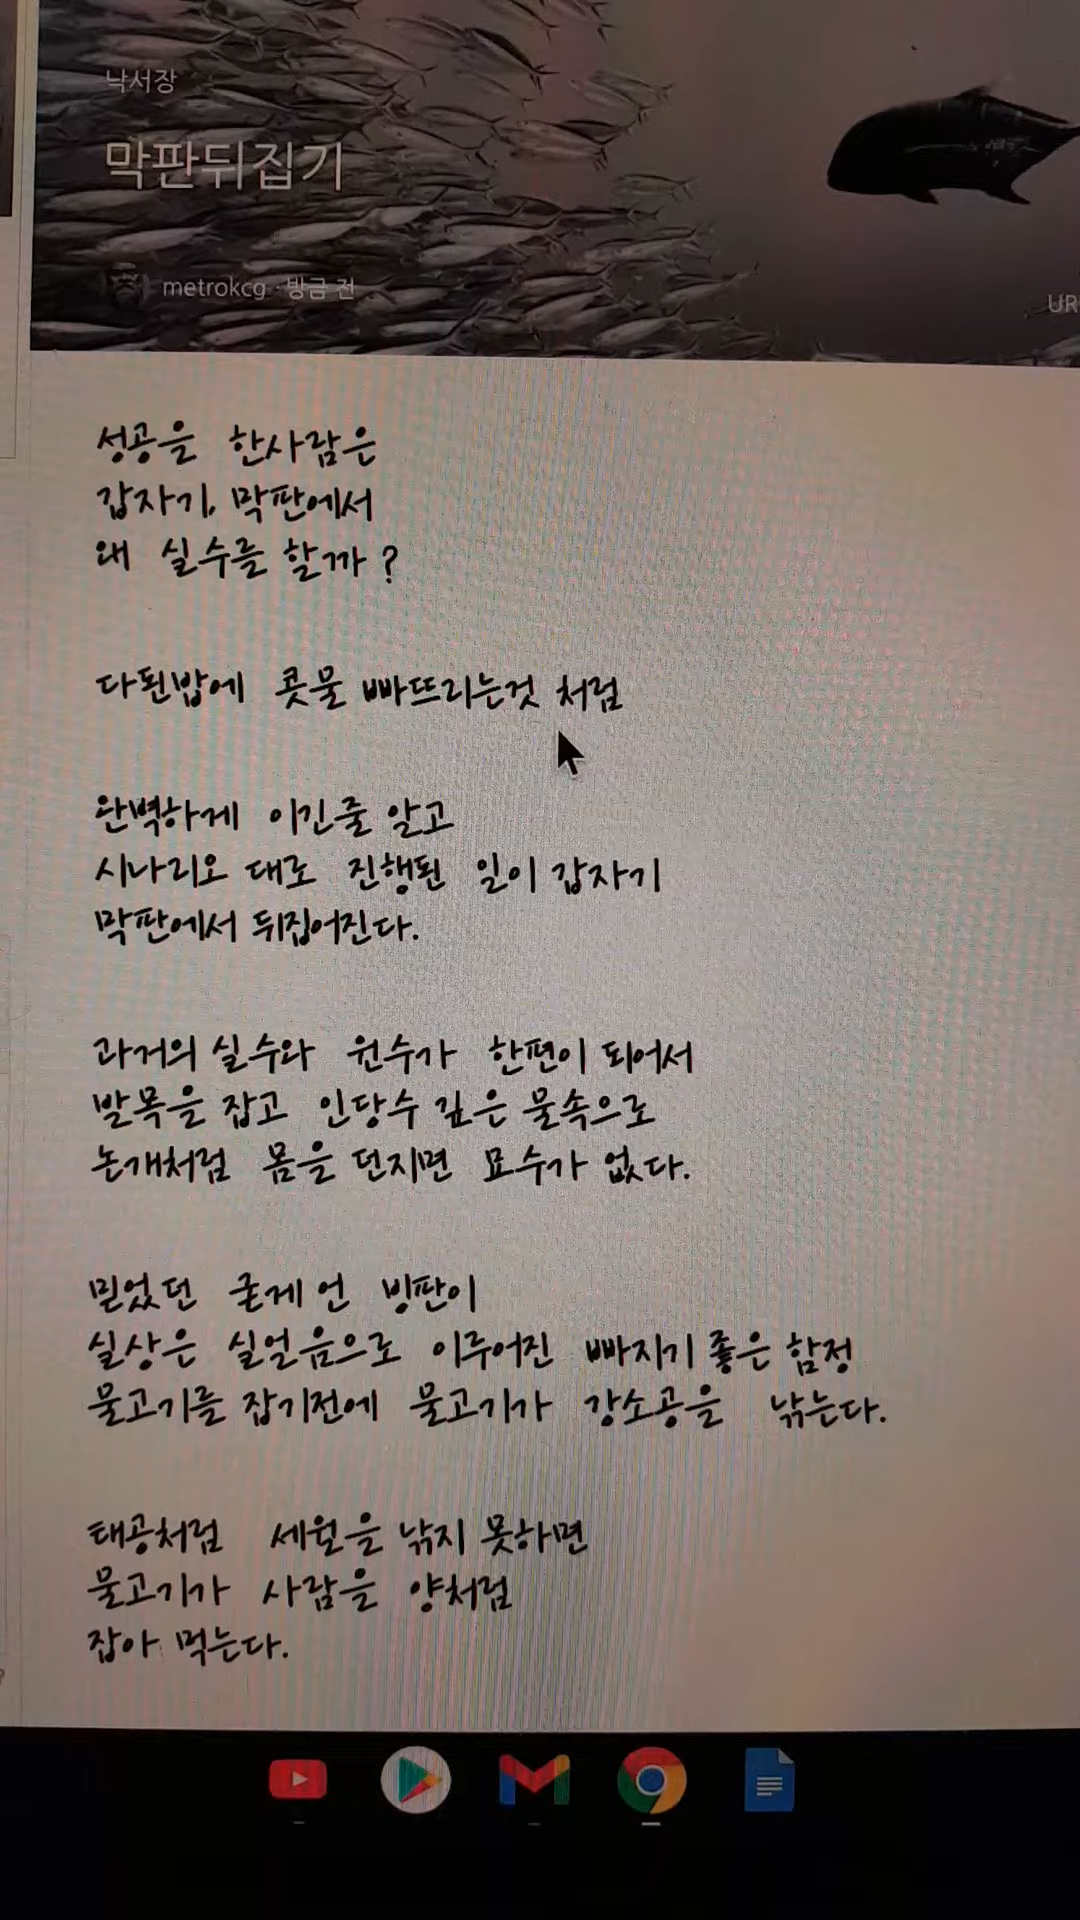 낙서장
막판뒤집기
metrokcg · 방금 전
UR
성공을 한사람은
갑자기, 막판에서
왜 실수를 할까?
다된밥에 콧물 빠뜨리는것 처럼
완벽하게 이긴줄 알고
시나리오 대로 진행된 일이 갑자기
막판에서 뒤집어진다.
과거의 실수와 원수가 한편이 되어서
발목을 잡고 인당수 깊은 물속으로
논개처럼 몸을 던지면 묘수가 없다.
믿었던 굳게 언 빙판이
실상은 실얼음으로 이루어진 빠지기 좋은 함정
물고기를 잡기전에 물고기가 강소공을 낚는다.
태공처럼 세월을 낚지 못하면
물고기가 사람을 양처럼
잡아 먹는다.